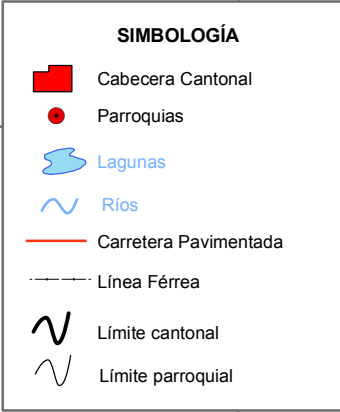 SIMBOLOGÍA
Cabecera Cantonal
Parroquias
Lagunas
Ríos
Carretera Pavimentada
Línea Férrea
Límite cantonal
Límite parroquial